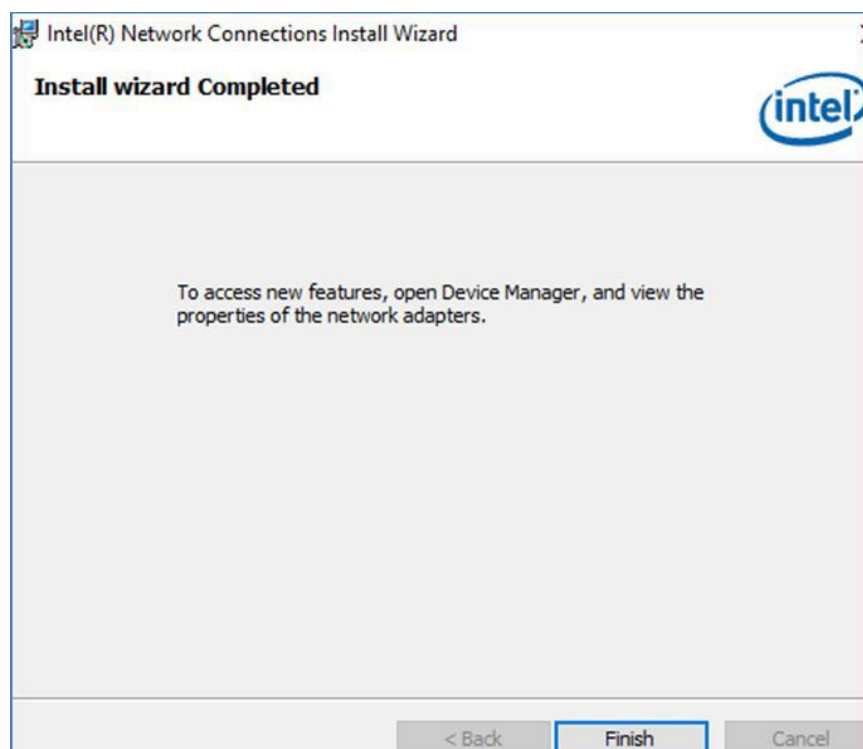 Intel(R) Network Connections Install Wizard
Install wizard Completed
intel
To access new features, open Device Manager, and view the
properties of the network adapters.
< Back
Finish
Cancel